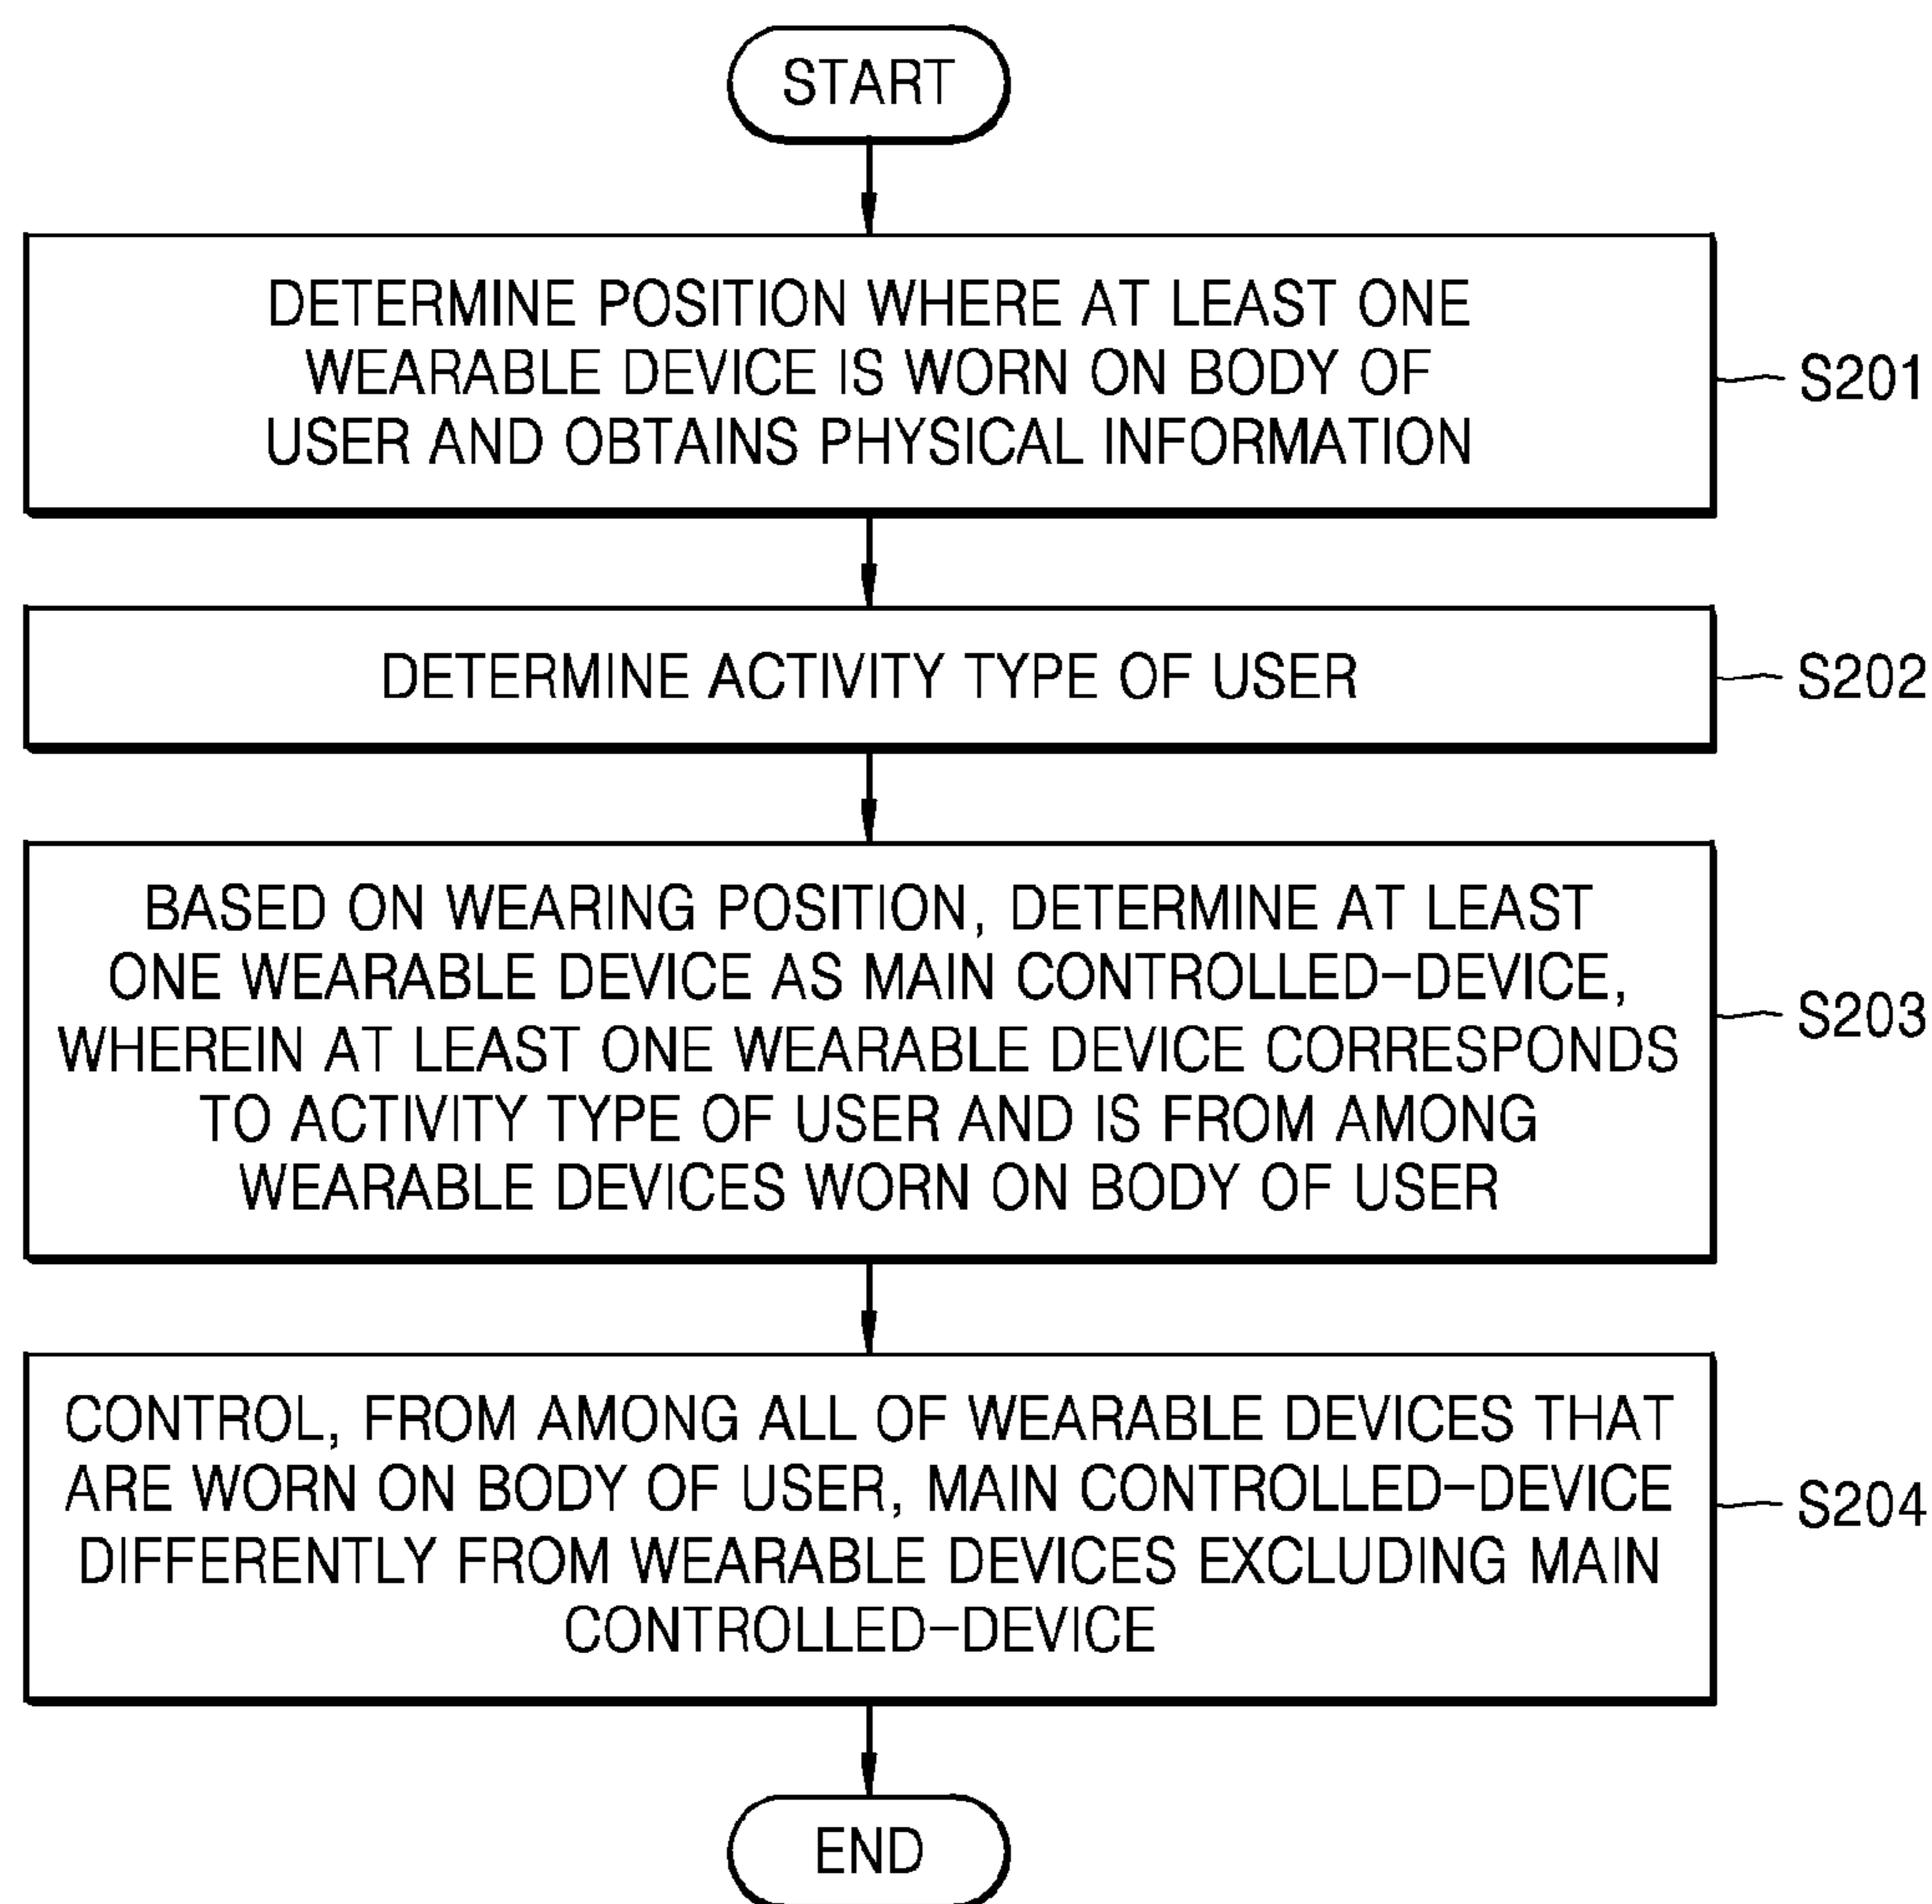 START
DETERMINE POSITION WHERE AT LEAST ONE
WEARABLE DEVICE IS WORN ON BODY OF
USER AND OBTAINS PHYSICAL INFORMATION
S201
DETERMINE ACTIVITY TYPE OF USER
S202
BASED ON WEARING POSITION, DETERMINE AT LEAST
ONE WEARABLE DEVICE AS MAIN CONTROLLED-DEVICE,
WHEREIN AT LEAST ONE WEARABLE DEVICE CORRESPONDS
TO ACTIVITY TYPE OF USER AND IS FROM AMONG
WEARABLE DEVICES WORN ON BODY OF USER
S203
CONTROL, FROM AMONG ALL OF WEARABLE DEVICES THAT
ARE WORN ON BODY OF USER, MAIN CONTROLLED-DEVICE
DIFFERENTLY FROM WEARABLE DEVICES EXCLUDING MAIN
CONTROLLED-DEVICE
S204
END